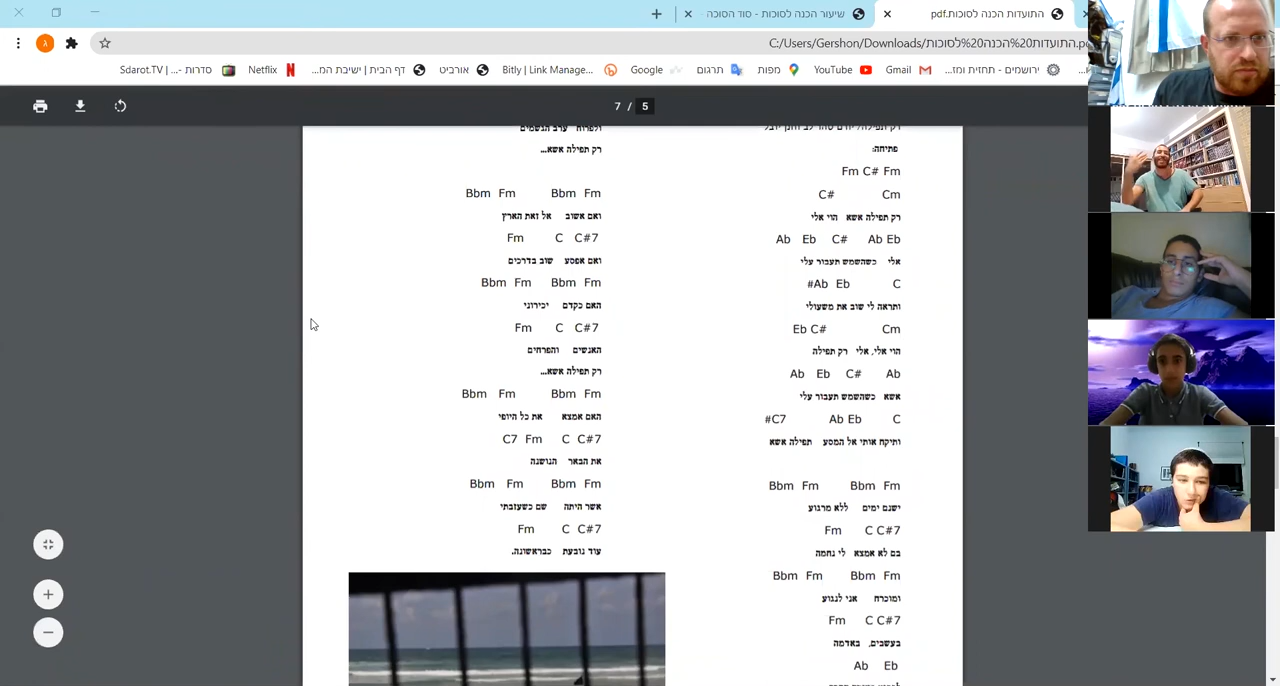 התועדות הכנה לסוכות.pdf
שיעור הכנה לסוכות - סוד הסוכה
C:/Users/Gershon/Downloads/התועדות%20הכנה%20לסוכות.p
ירושמים - תחזית ומז...
Gmail
YouTube
מפות
תרגום
Google
Bitly | Link Manage...
אורביט
דף הבית | ישיבת המ...
Netflix
סדרות -...| Sdarot.TV
7 / 5
פתיחה:
Fm C# Fm
C# Cm
רק תפילה אשא הוי אלי
Ab Eb C# Ab Eb
אלי כשהשמש תעבור עלי
#Ab Eb C
ותראה לי שוב את משעולי
Eb C# Cm
הוי אלי, אלי רק תפילה
Ab Eb C# Ab
אשא כשהשמש תעבור עלי
#C7 Ab Eb C
ותיקח אותי אל המסע תפילה אשא
Bbm Fm Bbm Fm
ישנם ימים ללא מרגוע
Fm C C#7
בם לא אמצא לי נחמה
Bbm Fm Bbm Fm
ומוכרח אני לנגוע
Fm C C#7
בעשבים, באדמה
Ab Eb
ולפרוח ערב הגשמים
רק תפילה אשא...
Bbm Fm Bbm Fm
ואם אשוב אל זאת הארץ
Fm C C#7
ואם אפסע שוב בדרכים
Bbm Fm Bbm Fm
האם כקדם יכירוני
Fm C C#7
האנשים והפרחים
רק תפילה אשא...
Bbm Fm Bbm Fm
האם אמצא את כל היופי
C7 Fm C C#7
את הבאר הנושנה
Bbm Fm Bbm Fm
אשר היתה שם כשעזבתי
Fm C C#7
עוד נובעת כבראשונה.